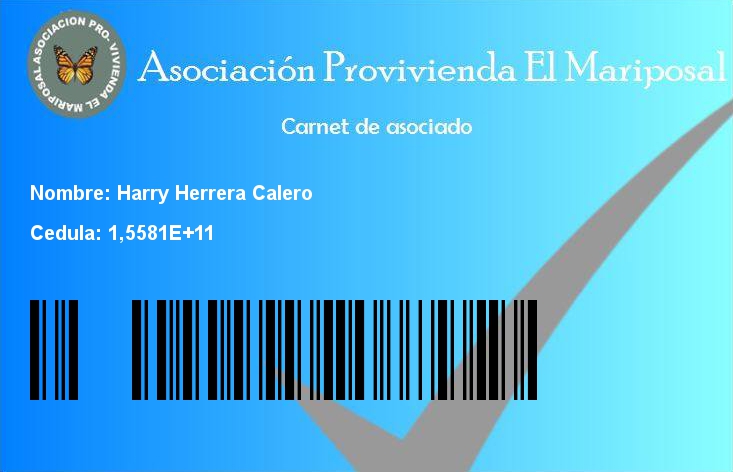 ASOCIACION PRO. VIVIENDA EL MARIPOSAL
Asociación Provivienda El Mariposal
Carnet de asociado
Nombre: Harry Herrera Calero
Cedula: 1,5581E+11